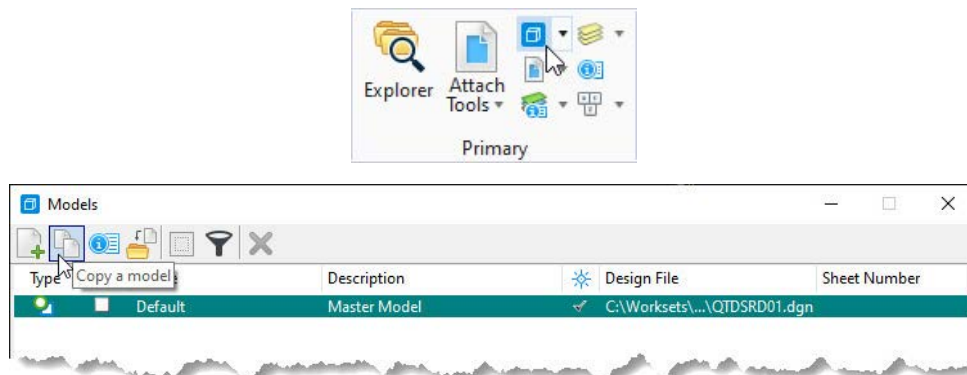 Explorer
Attach
Tools
Primary
Models
Type Description Design File Sheet Number
Copy a model
Default Master Model C:\Worksets\...\QTDSRD01.dgn